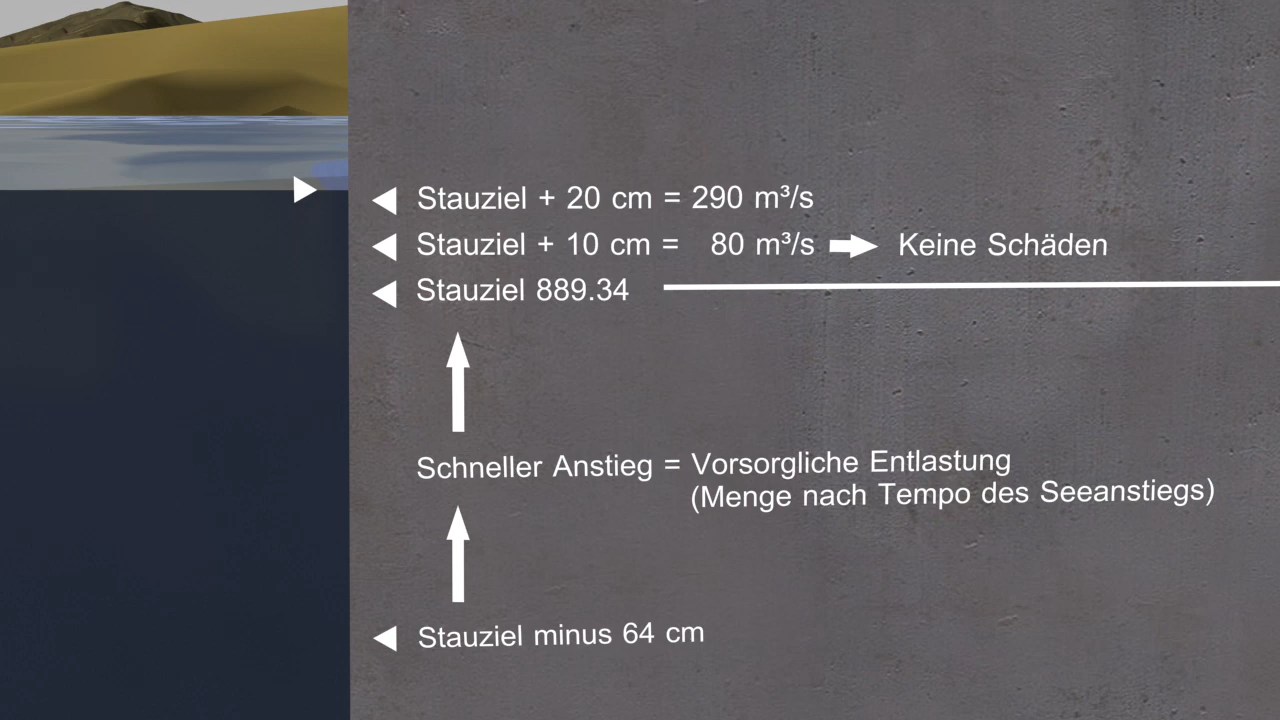 Stauziel + 20 cm = 290 m³/s
Stauziel + 10 cm = 80 m³/s Keine Schäden
Stauziel 889.34
Schneller Anstieg = Vorsorgliche Entlastung
(Menge nach Tempo des Seeanstiegs)
Stauziel minus 64 cm